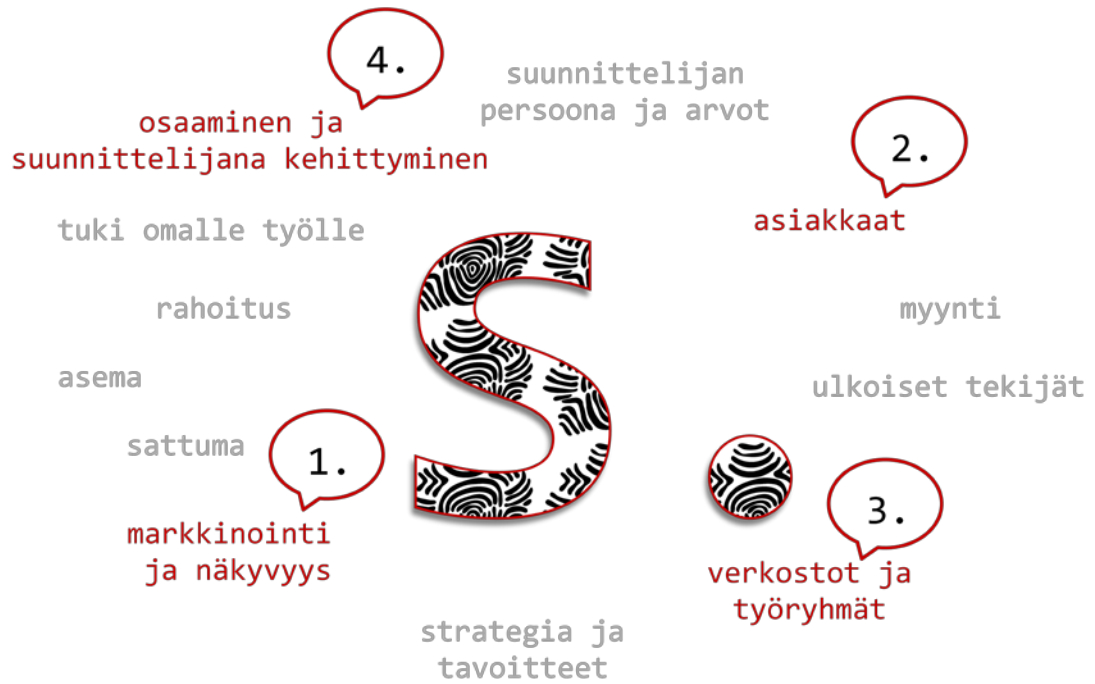 4.
suunnittelijan
persoona ja arvot
osaaminen ja
suunnittelijana kehittyminen
2.
asiakkaat
tuki omalle työlle
rahoitus
myynti
asema
ulkoiset tekijät
sattuma
1.
markkinointi
ja näkyvyys
S.
3.
verkostot ja
työryhmät
strategia ja
tavoitteet